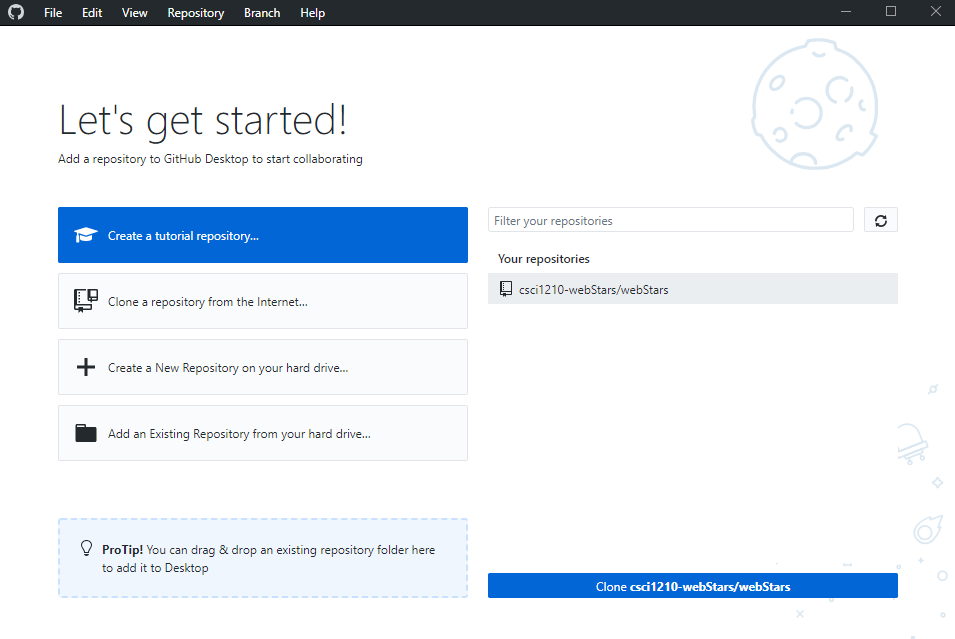 File Edit View Repository Branch Help
Let's get started!
Add a repository to GitHub Desktop to start collaborating
Create a tutorial repository...
Clone a repository from the Internet...
Create a New Repository on your hard drive...
Add an Existing Repository from your hard drive...
ProTip! You can drag & drop an existing repository folder here
to add it to Desktop
Filter your repositories
Your repositories
csci1210-webStars/webStars
Clone csci1210-webStars/webStars